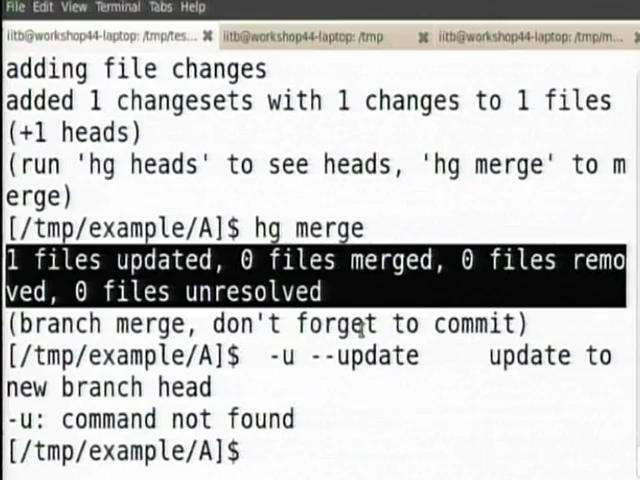 File Edit View Terminal Tabs Help
iitb@workshop44-laptop: /tmp/tes... ✖ iitb@workshop44-laptop: /tmp ✖ iitb@workshop44-laptop: /tmp/m... ✖
adding file changes
added 1 changesets with 1 changes to 1 files
(+1 heads)
(run 'hg heads' to see heads, 'hg merge' to m
erge)
[/tmp/example/A]$ hg merge
1 files updated, 0 files merged, 0 files remo
ved, 0 files unresolved
(branch merge, don't forget to commit)
[/tmp/example/A]$  -u --update    update to
new branch head
-u: command not found
[/tmp/example/A]$